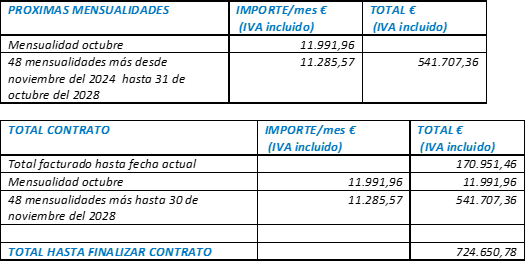 PROXIMAS MENSUALIDADES IMPORTE/mes € TOTAL €
(IVA incluido) (IVA incluido)
Mensualidad octubre 11.991,96
48 mensualidades más desde 11.285,57 541.707,36
noviembre del 2024 hasta 31 de
octubre del 2028
TOTAL CONTRATO IMPORTE/mes € TOTAL €
(IVA incluido) (IVA incluido)
Total facturado hasta fecha actual 170.951,46
Mensualidad octubre 11.991,96 11.991,96
48 mensualidades más hasta 30 de 11.285,57 541.707,36
noviembre del 2028
TOTAL HASTA FINALIZAR CONTRATO 724.650,78